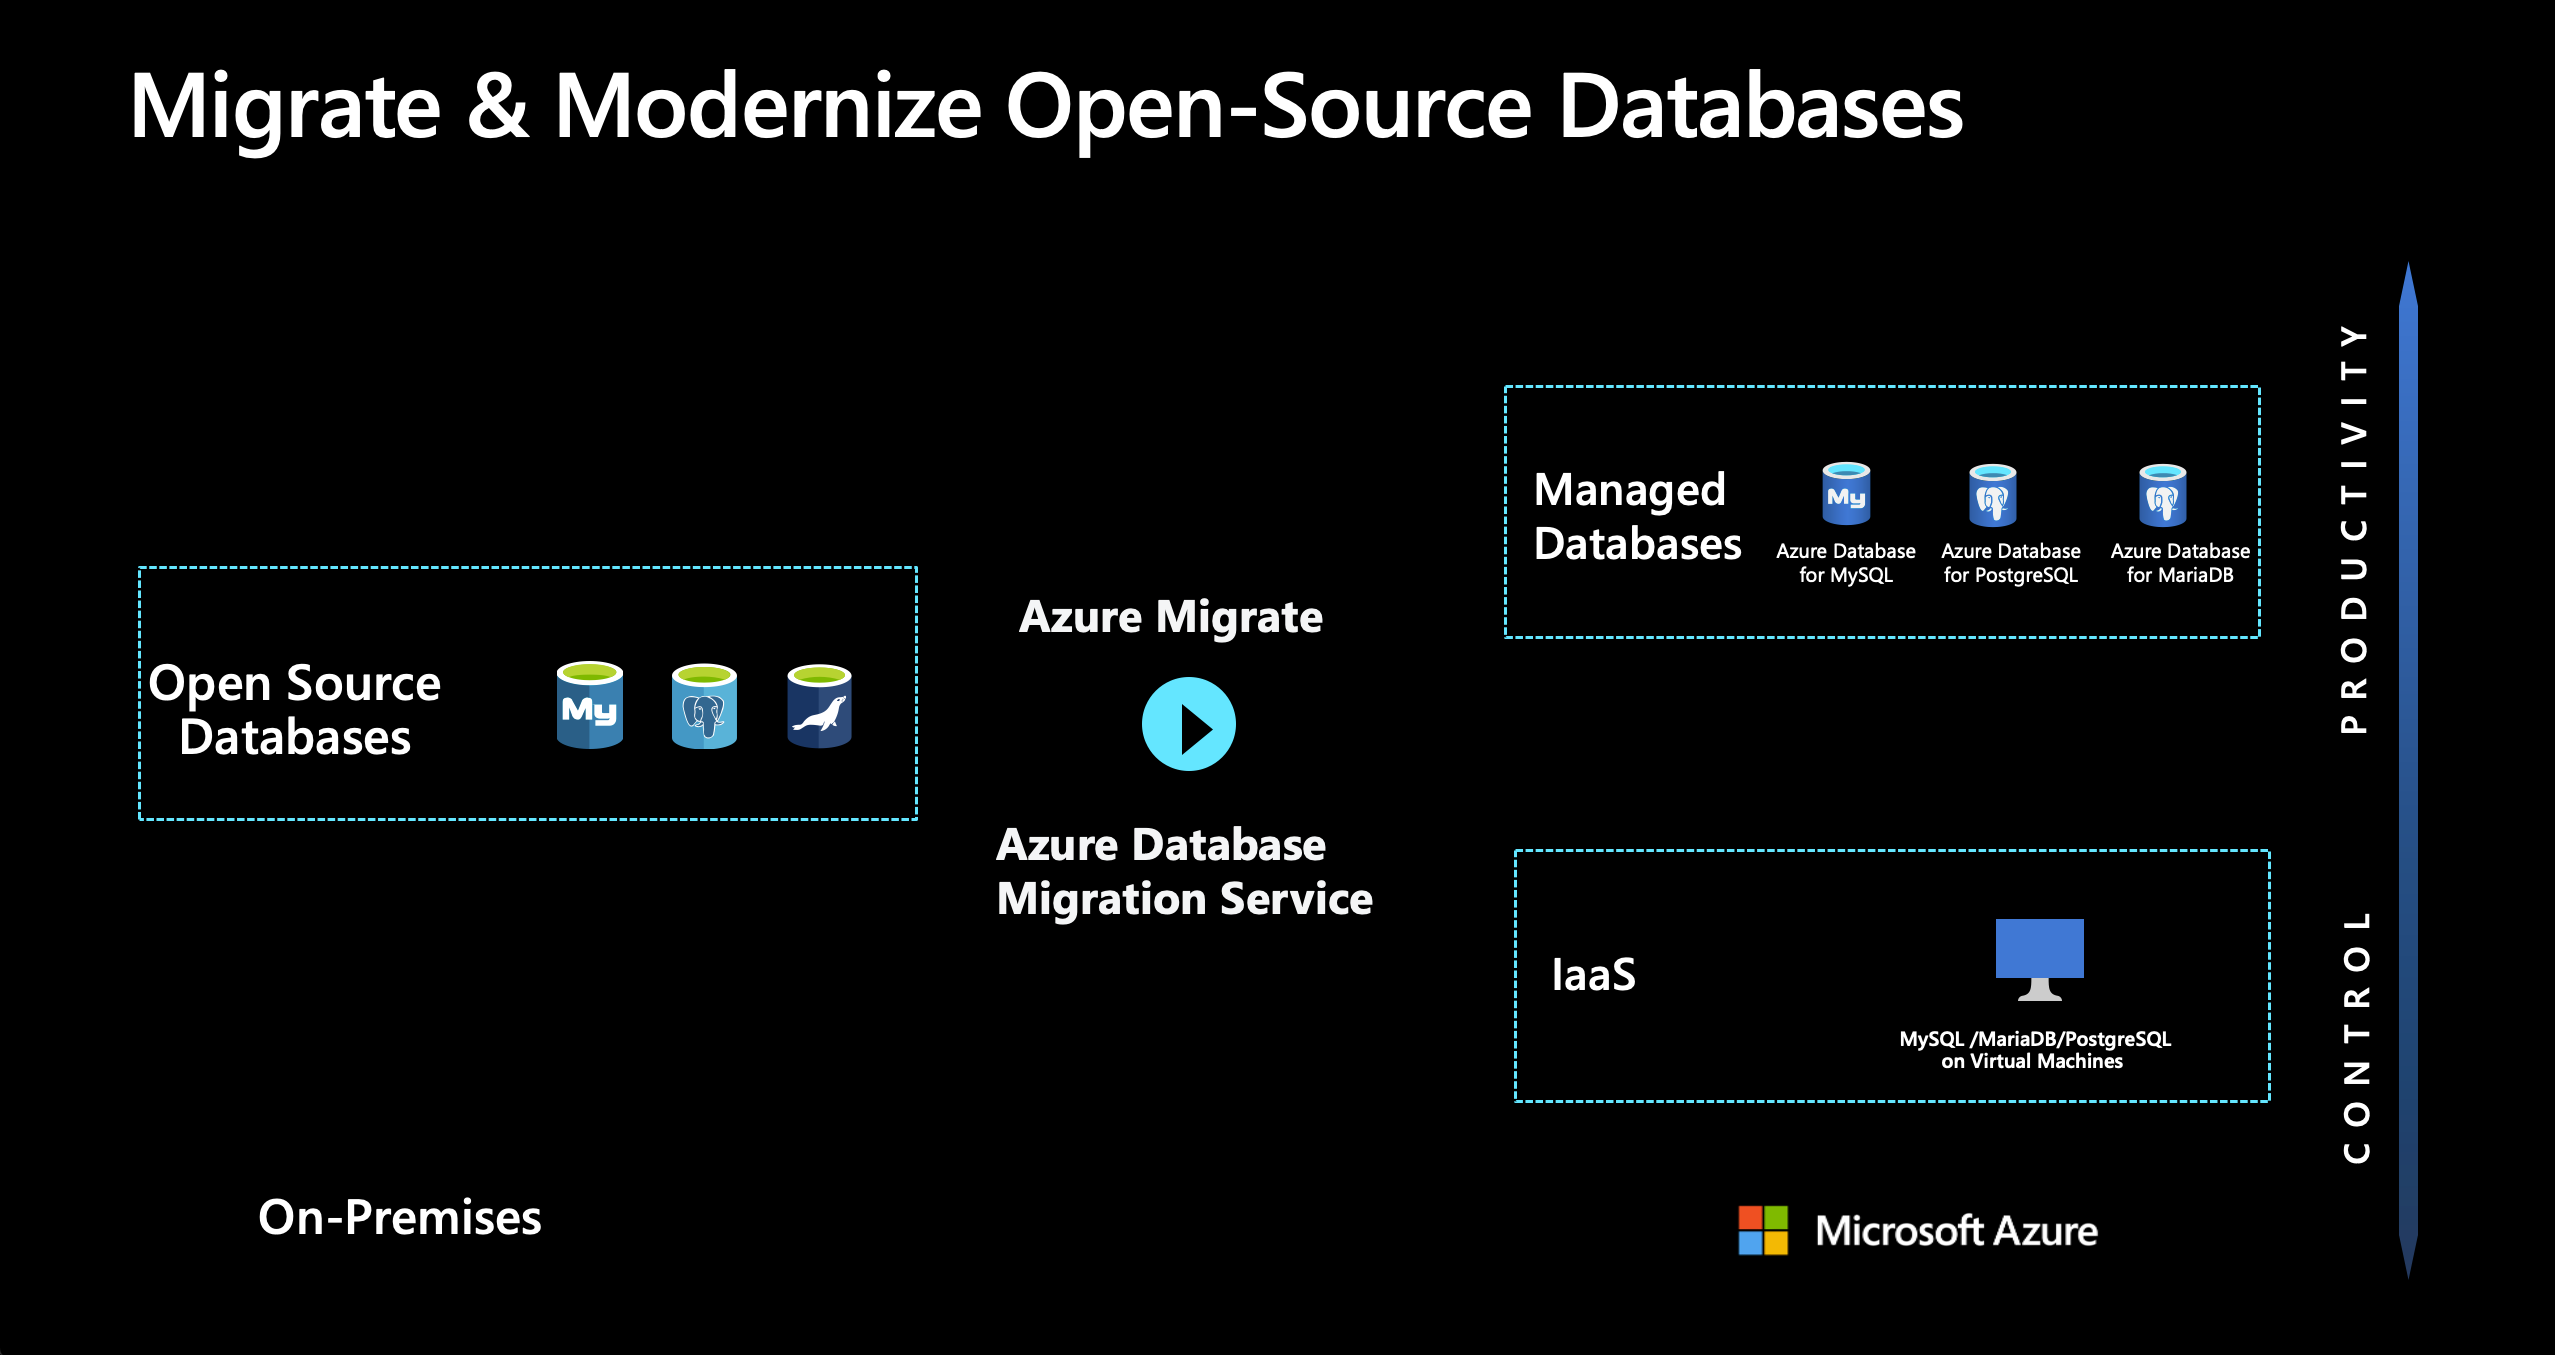 Migrate & Modernize Open-Source Databases
Open Source
Databases
My
On-Premises
Azure Migrate
Azure Database
Migration Service
Managed
Databases
My
Azure Database
for MySQL
Azure Database
for PostgreSQL
Azure Database
for MariaDB
IaaS
MySQL /MariaDB/PostgreSQL
on Virtual Machines
Microsoft Azure
PRODUCTIVITY
CONTROL